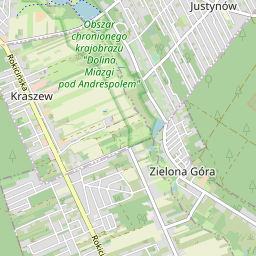 Justynów
Obszar
chronionego
krajobrazu
"Dolina
Miazgi
pod Andrespolem"
Rokicińska
Kraszew
Zielona Góra